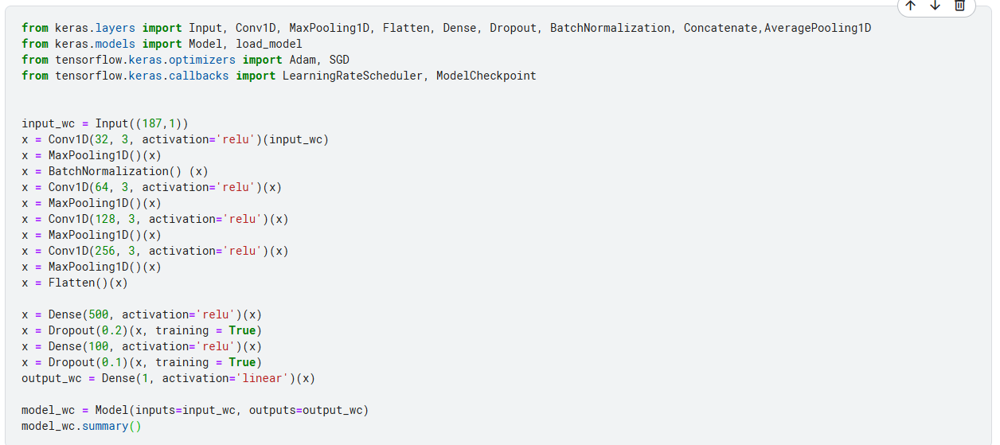 from keras.layers import Input, Conv1D, MaxPooling1D, Flatten, Dense, Dropout, BatchNormalization, Concatenate,AveragePooling1D
from keras.models import Model, load_model
from tensorflow.keras.optimizers import Adam, SGD
from tensorflow.keras.callbacks import LearningRateScheduler, ModelCheckpoint
input_wc = Input((187,1))
x = Conv1D(32, 3, activation='relu')(input_wc)
x = MaxPooling1D()(x)
x = BatchNormalization() (x)
x = Conv1D(64, 3, activation='relu')(x)
x = MaxPooling1D()(x)
x = Conv1D(128, 3, activation='relu')(x)
x = MaxPooling1D()(x)
x = Conv1D(256, 3, activation='relu')(x)
x = MaxPooling1D()(x)
x = Flatten()(x)
x = Dense(500, activation='relu')(x)
x = Dropout(0.2)(x, training = True)
x = Dense(100, activation='relu')(x)
x = Dropout(0.1)(x, training = True)
output_wc = Dense(1, activation='linear')(x)
model_wc = Model(inputs=input_wc, outputs=output_wc)
model_wc.summary()